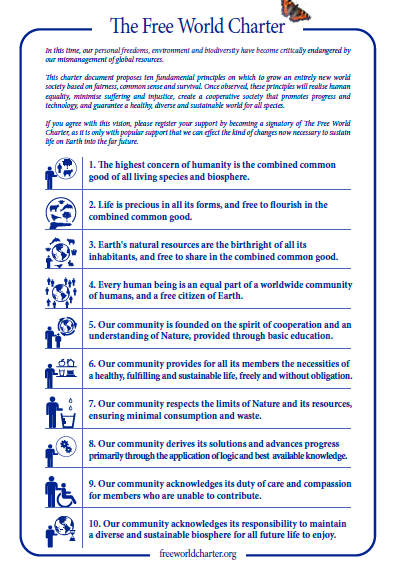 The Free World Charter
In this time, our personal freedoms, environment and biodiversity have become critically endangered by
our mismanagement of global resources.
This charter document proposes ten fundamental principles on which to grow an entirely new world
society based on fairness, common sense and survival. Once observed, these principles will realise human
equality, minimise suffering and injustice, create a cooperative society that promotes progress and
technology, and guarantee a healthy, diverse and sustainable world for all species.
If you agree with this vision, please register your support by becoming a signatory of The Free World
Charter, as it is only with popular support that we can effect the kind of changes now necessary to sustain
life on Earth into the far future.
1. The highest concern of humanity is the combined common
good of all living species and biosphere.
2. Life is precious in all its forms, and free to flourish in the
combined common good.
3. Earth's natural resources are the birthright of all its
inhabitants, and free to share in the combined common good.
4. Every human being is an equal part of a worldwide community
of humans, and a free citizen of Earth.
5. Our community is founded on the spirit of cooperation and an
understanding of Nature, provided through basic education.
6. Our community provides for all its members the necessities of
a healthy, fulfilling and sustainable life, freely and without obligation.
7. Our community respects the limits of Nature and its resources,
ensuring minimal consumption and waste.
8. Our community derives its solutions and advances progress
primarily through the application of logic and best available knowledge.
9. Our community acknowledges its duty of care and compassion
for members who are unable to contribute.
10. Our community acknowledges its responsibility to maintain
a diverse and sustainable biosphere for all future life to enjoy.
freeworldcharter.org